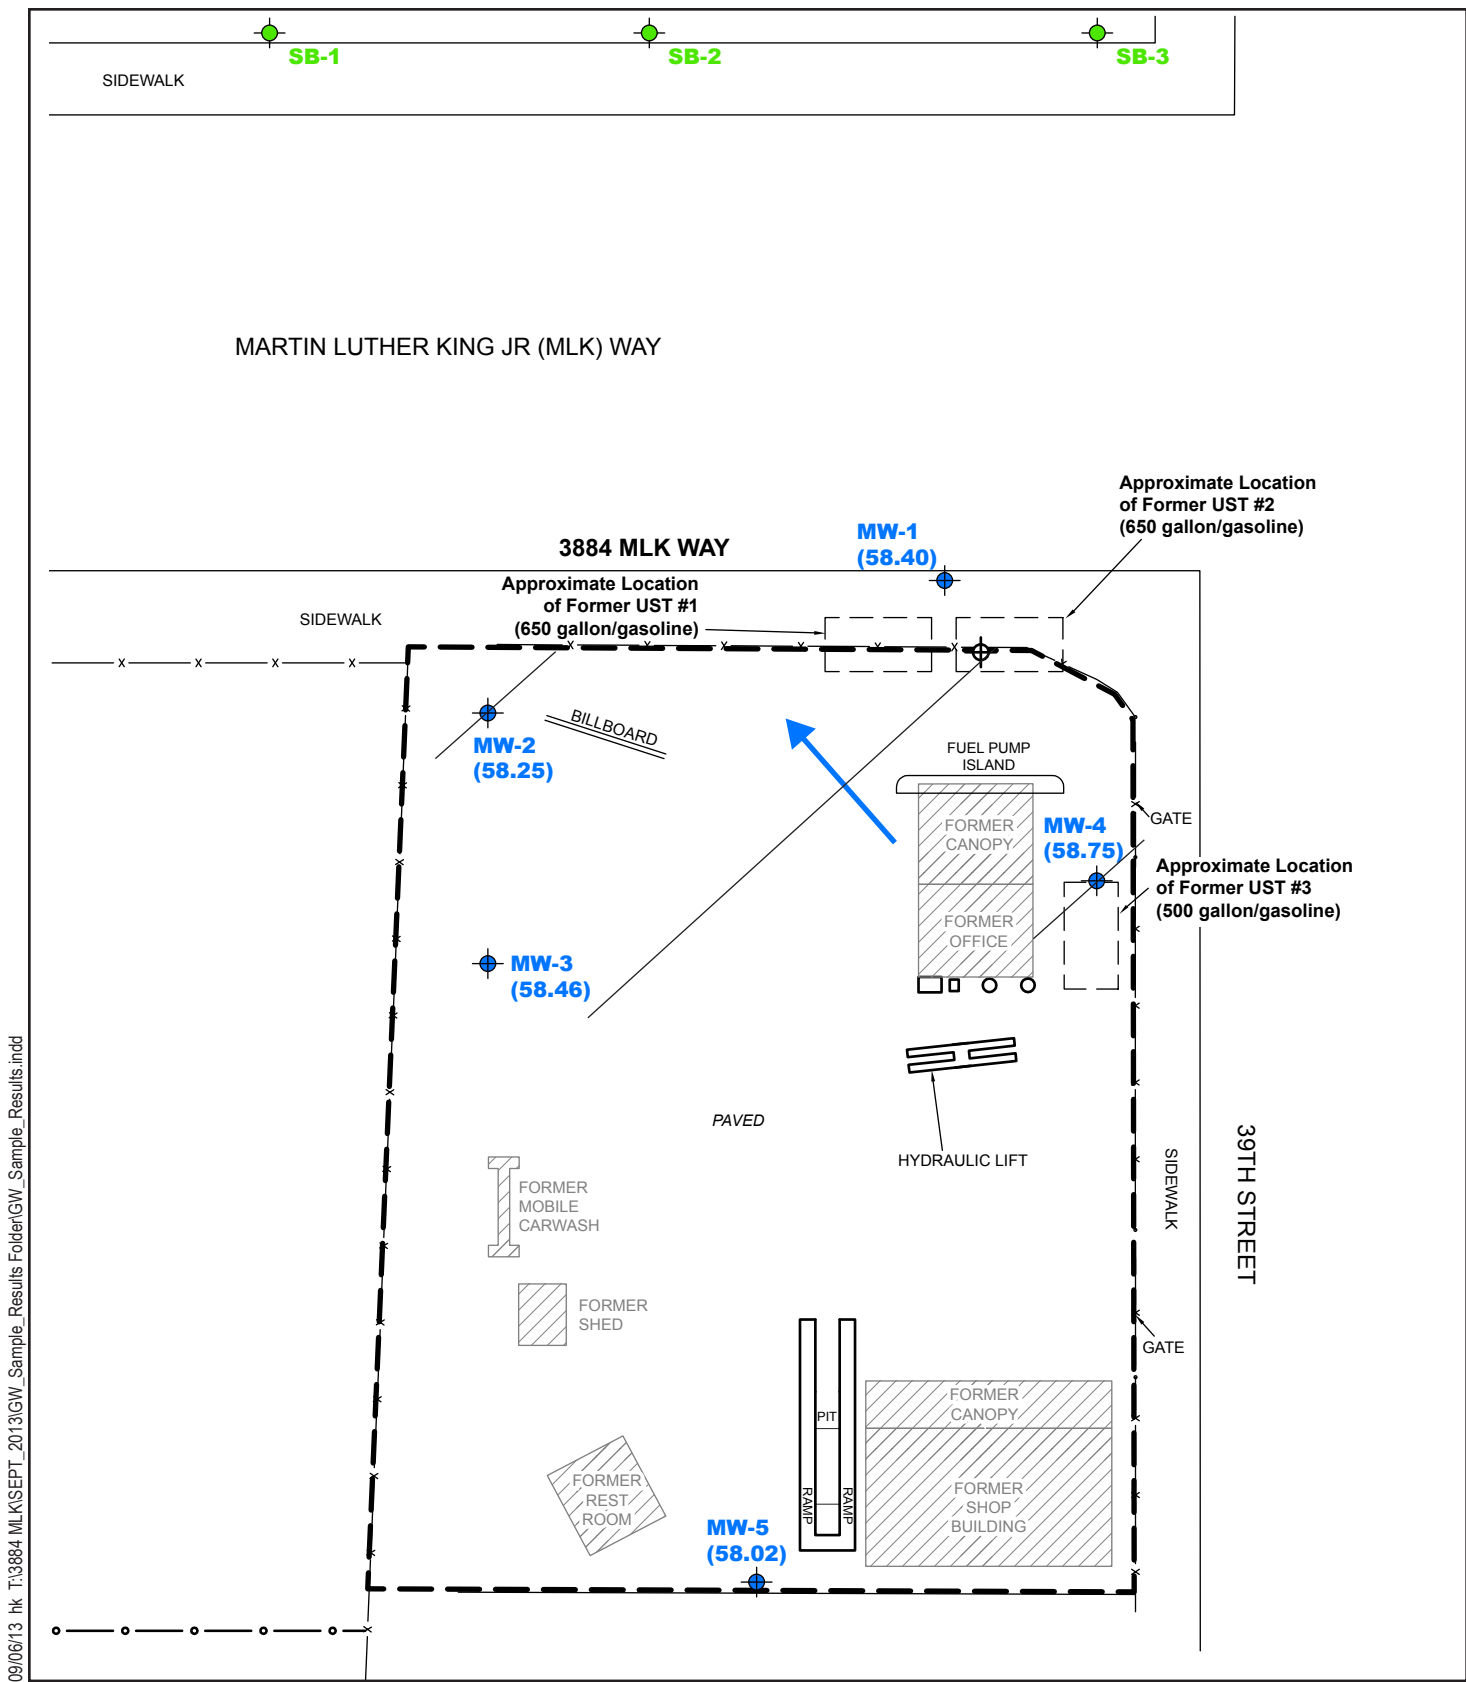 SB-1
SB-2
SB-3
SIDEWALK
MARTIN LUTHER KING JR (MLK) WAY
Approximate Location
of Former UST #2
(650 gallon/gasoline)
MW-1
(58.40)
3884 MLK WAY
Approximate Location
of Former UST #1
(650 gallon/gasoline)
SIDEWALK
BILLBOARD
MW-2
(58.25)
FUEL PUMP
ISLAND
FORMER
CANOPY
MW-4
(58.75)
GATE
Approximate Location
of Former UST #3
(500 gallon/gasoline)
FORMER
OFFICE
MW-3
(58.46)
PAVED
HYDRAULIC LIFT
39TH STREET
SIDEWALK
FORMER
MOBILE
CARWASH
FORMER
SHED
GATE
FORMER
CANOPY
PIT
RAMP
RAMP
FORMER
REST
ROOM
FORMER
SHOP
BUILDING
MW-5
(58.02)
09/06/13 hk T:\3884 MLK\SEPT_2013\GW_Sample_Results Folder\GW_Sample_Results.indd